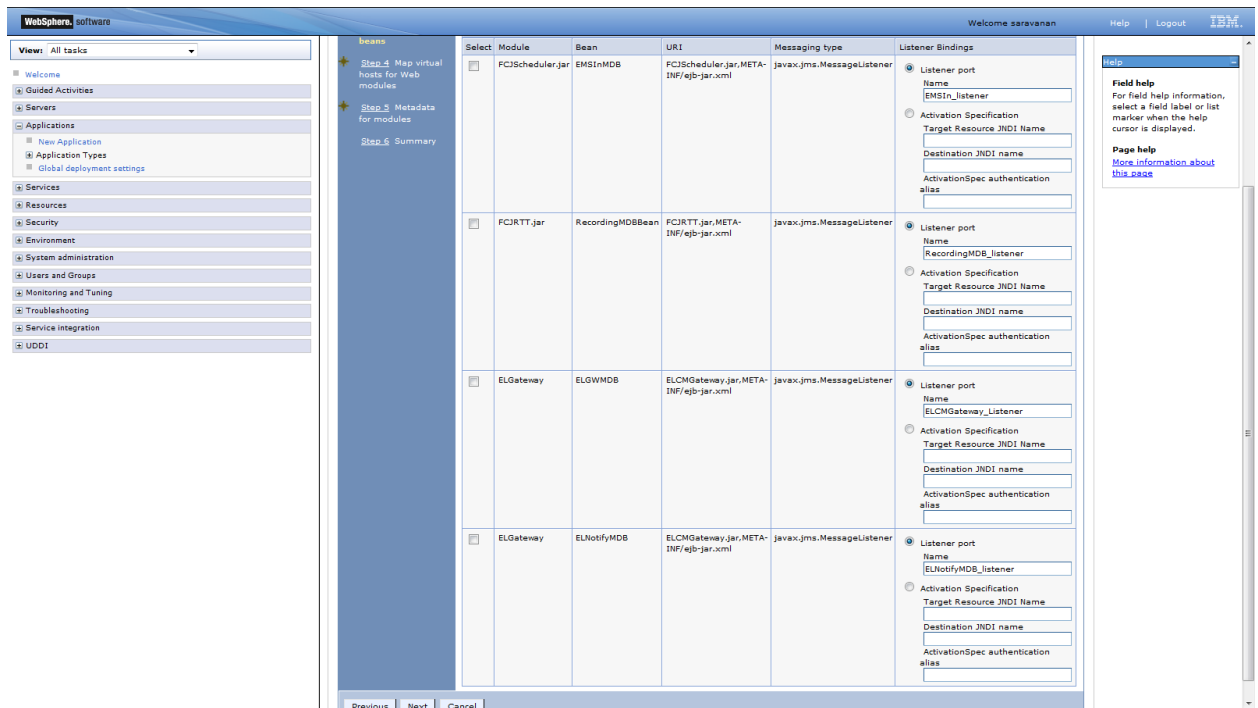 WebSphere. software
Welcome saravanan
Help | Logout
IBM.
View: All tasks
Welcome
Guided Activities
Servers
Applications
New Application
Application Types
Global deployment settings
Services
Resources
Security
Environment
System administration
Users and Groups
Monitoring and Tuning
Troubleshooting
Service integration
UDDI
beans
Step 4 Map virtual
hosts for Web
modules
Step 5 Metadata
for modules
Step 6 Summary
Select Module Bean URI Messaging type Listener Bindings
FCJScheduler.jar EMSInMDB FCJScheduler.jar,META-
INF/ejb-jar.xml
javax.jms.MessageListener
Listener port
Name
EMSIn_listener
Activation Specification
Target Resource JNDI Name
Destination JNDI name
ActivationSpec authentication
alias
FCJRTT.jar RecordingMDBBean FCJRTT.jar,META-
INF/ejb-jar.xml
javax.jms.MessageListener
Listener port
Name
RecordingMDB_listener
Activation Specification
Target Resource JNDI Name
Destination JNDI name
ActivationSpec authentication
alias
ELGateway ELGWMDB ELCMGateway.jar,META-
INF/ejb-jar.xml
javax.jms.MessageListener
Listener port
Name
ELCMGateway_Listener
Activation Specification
Target Resource JNDI Name
Destination JNDI name
ActivationSpec authentication
alias
ELGateway ELNotifyMDB ELCMGateway.jar,META-
INF/ejb-jar.xml
javax.jms.MessageListener
Listener port
Name
ELNotifyMDB_listener
Activation Specification
Target Resource JNDI Name
Destination JNDI name
ActivationSpec authentication
alias
Previous Next Cancel
Help
Field help
For field help information,
select a field label or list
marker when the help
cursor is displayed.
Page help
More information about
this page